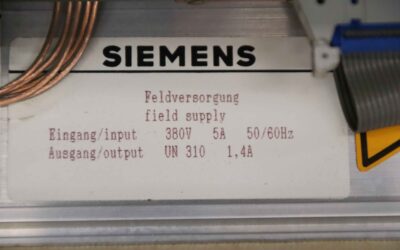 SIEMENS
Feldversorgung
field supply
Eingang/input 380V 5A 50/60Hz
Ausgang/output UN 310 1,4A